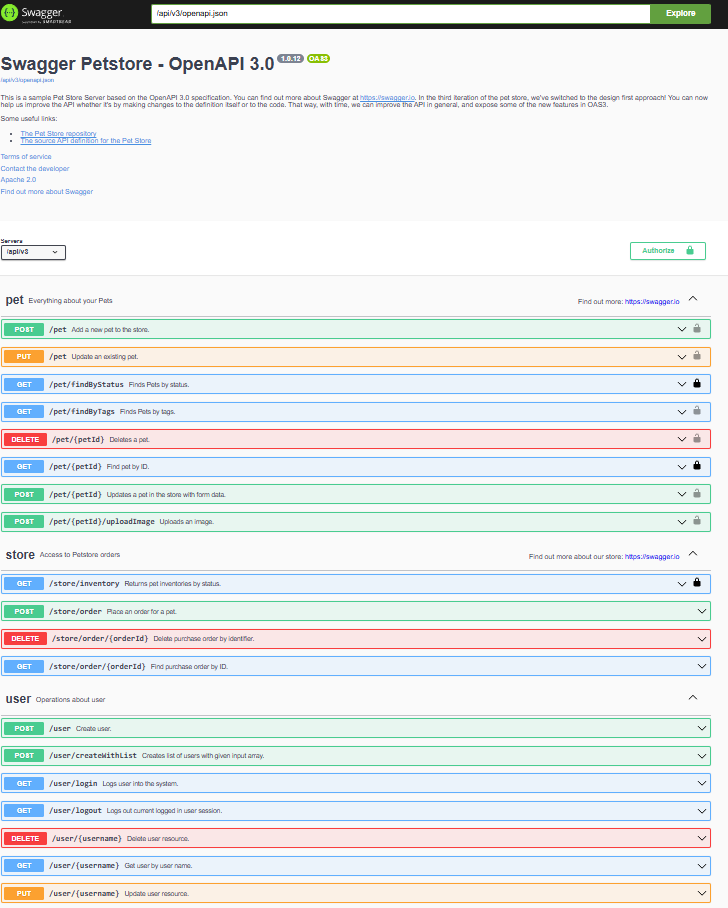 Swagger
Supported by SMARTBEAR
/api/v3/openapi.json
Explore
Swagger Petstore - OpenAPI 3.0 1.0.12 OAS3
/api/v3/openapi.json
This is a sample Pet Store Server based on the OpenAPI 3.0 specification. You can find out more about Swagger at https://swagger.io. In the third iteration of the pet store, we've switched to the design first approach! You can now
help us improve the API whether it's by making changes to the definition itself or to the code. That way, with time, we can improve the API in general, and expose some of the new features in OAS3.
Some useful links:
• The Pet Store repository
• The source API definition for the Pet Store
Terms of service
Contact the developer
Apache 2.0
Find out more about Swagger
Servers
/api/v3
Authorize
pet Everything about your Pets
Find out more: https://swagger.io
POST /pet Add a new pet to the store.
PUT /pet Update an existing pet.
GET /pet/findByStatus Finds Pets by status.
GET /pet/findByTags Finds Pets by tags.
DELETE /pet/{petId} Deletes a pet.
GET /pet/{petId} Find pet by ID.
POST /pet/{petId} Updates a pet in the store with form data.
POST /pet/{petId}/uploadImage Uploads an image.
store Access to Petstore orders
Find out more about our store: https://swagger.io
GET /store/inventory Returns pet inventories by status.
POST /store/order Place an order for a pet.
DELETE /store/order/{orderId} Delete purchase order by identifier.
GET /store/order/{orderId} Find purchase order by ID.
user Operations about user
POST /user Create user.
POST /user/createWithList Creates list of users with given input array.
GET /user/login Logs user into the system.
GET /user/logout Logs out current logged in user session.
DELETE /user/{username} Delete user resource.
GET /user/{username} Get user by user name.
PUT /user/{username} Update user resource.